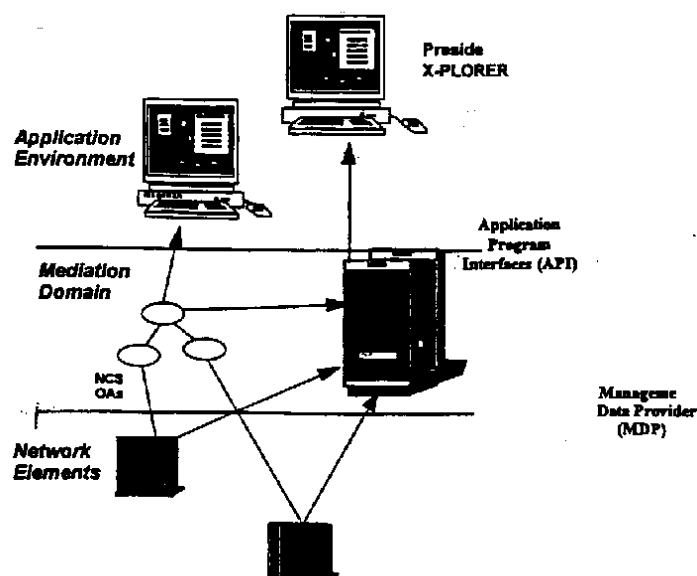 Preside
X-PLORER
Application
Environment
Application
Program
Interfaces (API)
Mediation
Domain
NCS
OAs
Manageme
Data Provider
(MDP)
Network
Elements